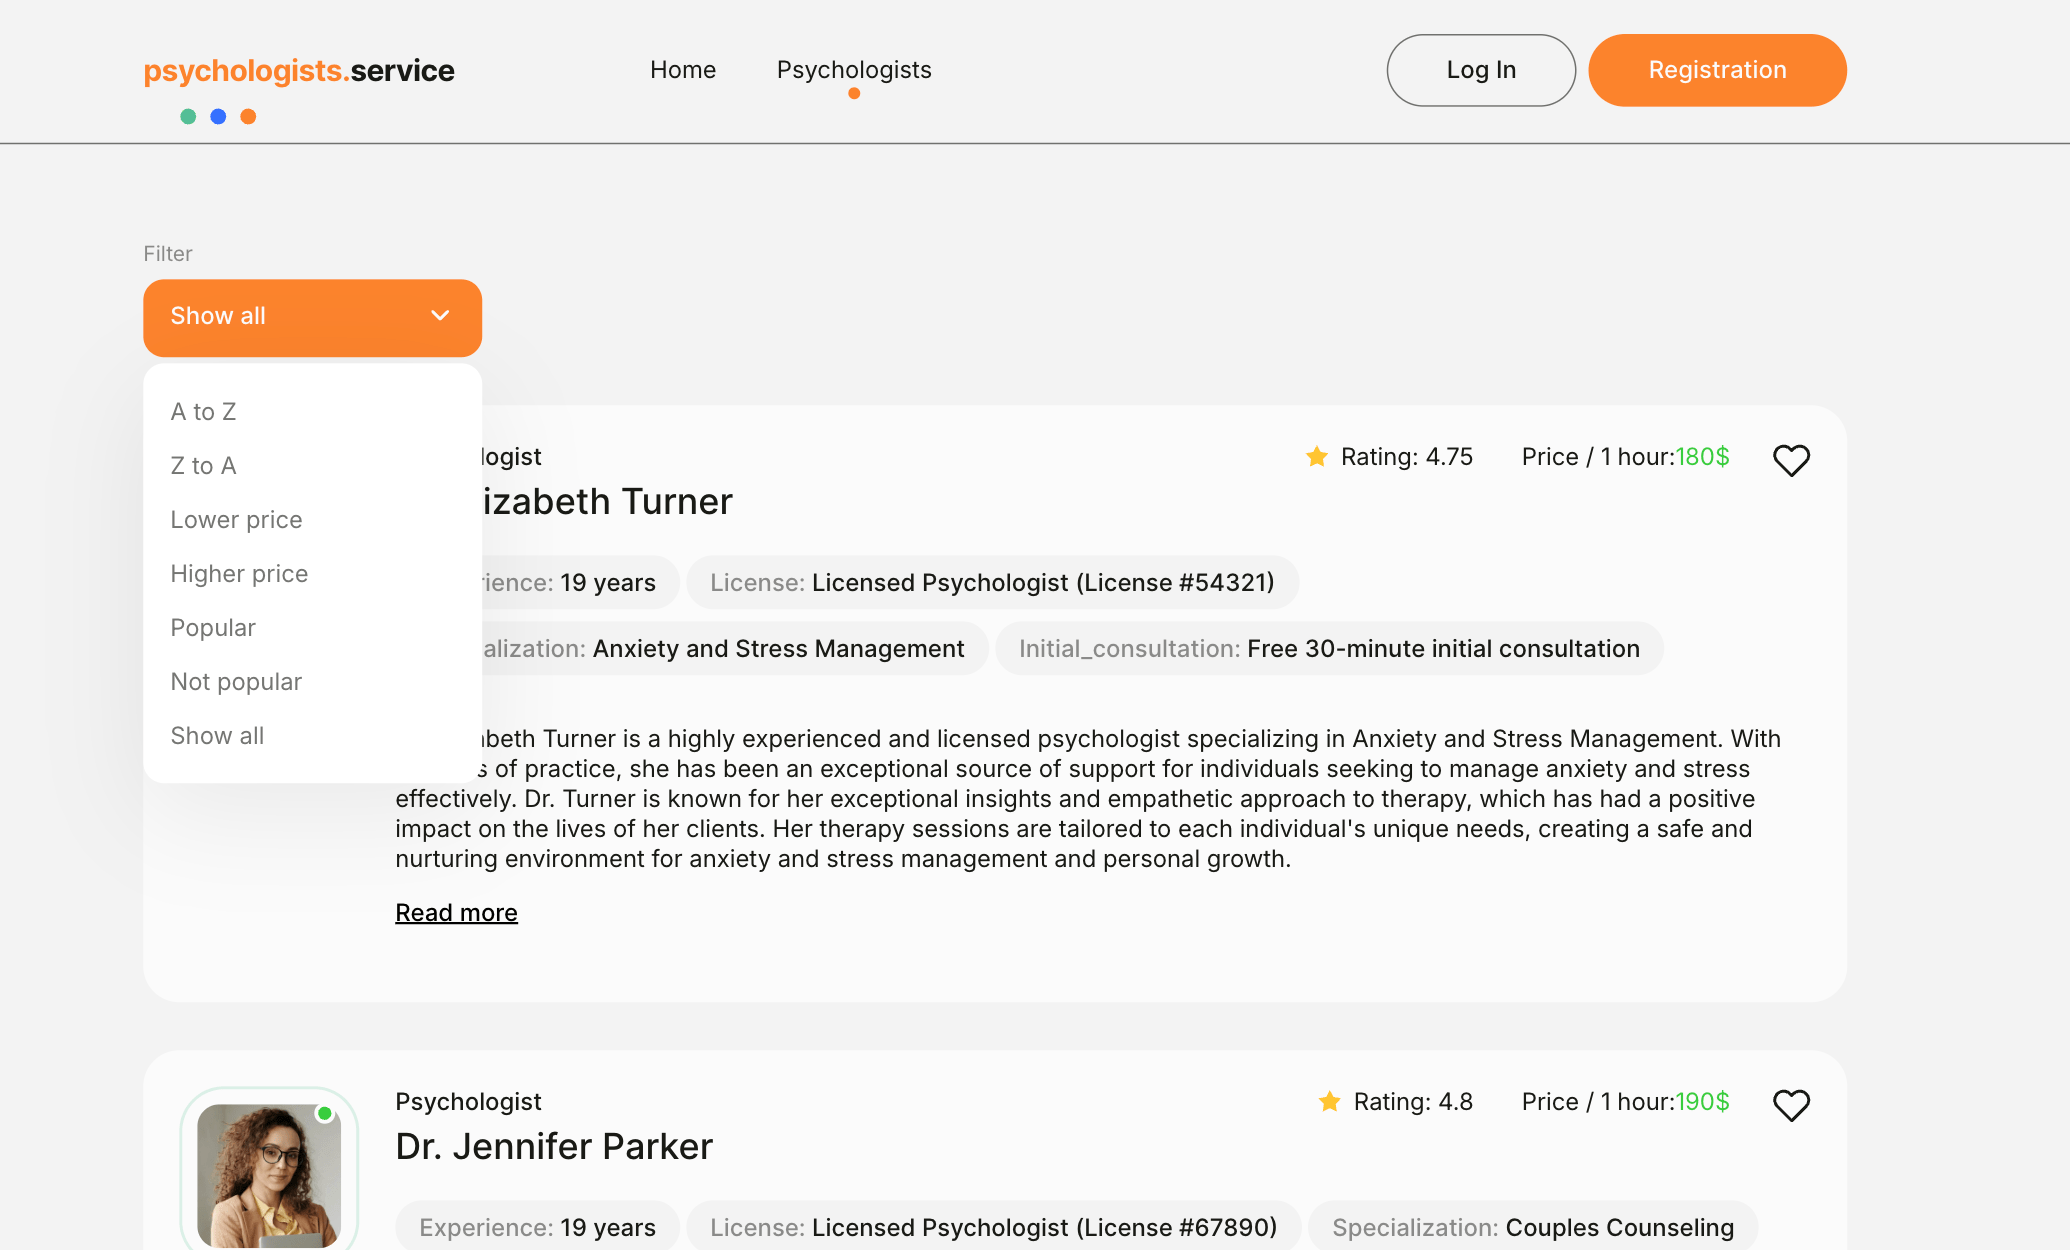 psychologists.service
Home
Psychologists
Log In
Registration
Filter
Show all
A to Z
Z to A
Lower price
Higher price
Popular
Not popular
Show all
logist
Rating: 4.75
Price / 1 hour:180$
izabeth Turner
ience: 19 years
License: Licensed Psychologist (License #54321)
alization: Anxiety and Stress Management
Initial_consultation: Free 30-minute initial consultation
abeth Turner is a highly experienced and licensed psychologist specializing in Anxiety and Stress Management. With
s of practice, she has been an exceptional source of support for individuals seeking to manage anxiety and stress
effectively. Dr. Turner is known for her exceptional insights and empathetic approach to therapy, which has had a positive
impact on the lives of her clients. Her therapy sessions are tailored to each individual's unique needs, creating a safe and
nurturing environment for anxiety and stress management and personal growth.
Read more
Psychologist
Rating: 4.8
Price / 1 hour:190$
Dr. Jennifer Parker
Experience: 19 years
License: Licensed Psychologist (License #67890)
Specialization: Couples Counseling